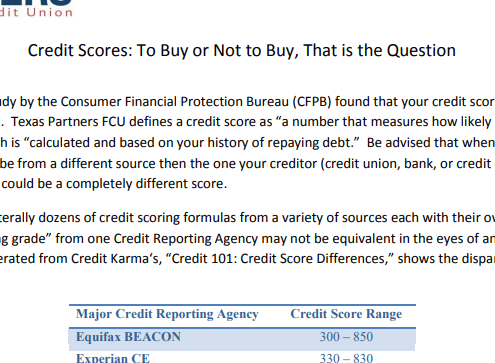 dit Union
Credit Scores: To Buy or Not to Buy, That is the Question
udy by the Consumer Financial Protection Bureau (CFPB) found that your credit scor
. Texas Partners FCU defines a credit score as “a number that measures how likely
h is “calculated and based on your history of repaying debt.” Be advised that when
be from a different source then the one your creditor (credit union, bank, or credit
could be a completely different score.
terally dozens of credit scoring formulas from a variety of sources each with their ow
ng grade” from one Credit Reporting Agency may not be equivalent in the eyes of an
erated from Credit Karma‘s, “Credit 101: Credit Score Differences,” shows the dispar
Major Credit Reporting Agency Credit Score Range
Equifax BEACON 300 – 850
Experian CE 330 – 830